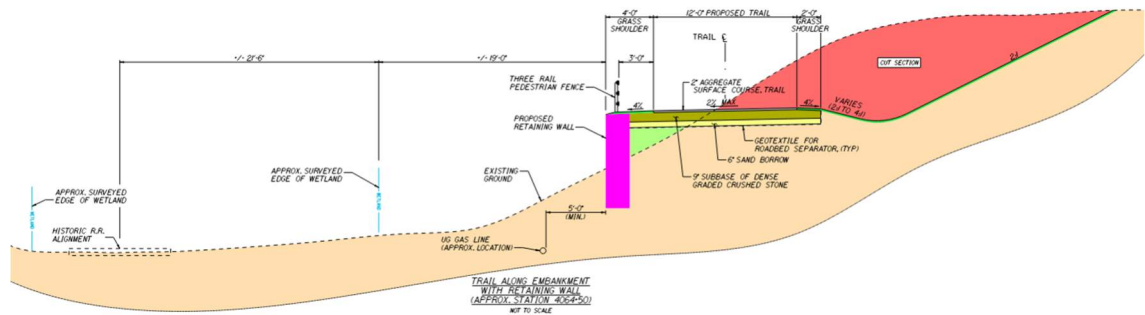 4'-0"
GRASS
SHOULDER
12'-0" PROPOSED TRAIL
2'-0"
GRASS
SHOULDER
TRAIL ℄
3'-0"
+/- 21'-6"
+/- 19'-0"
THREE RAIL
PEDESTRIAN FENCE
4%
2" AGGREGATE
SURFACE COURSE, TRAIL
2% MAX.
4%
CUT SECTION
2:1
VARIES
(2:1 TO 4:1)
PROPOSED
RETAINING WALL
GEOTEXTILE FOR
ROADBED SEPARATOR, (TYP)
6" SAND BORROW
9" SUBBASE OF DENSE
GRADED CRUSHED STONE
APPROX. SURVEYED
EDGE OF WETLAND
APPROX. SURVEYED
EDGE OF WETLAND
EXISTING
GROUND
WETLAND
WETLAND
5'-0"
(MIN.)
HISTORIC R.R.
ALIGNMENT
UG GAS LINE
(APPROX. LOCATION)
TRAIL ALONG EMBANKMENT
WITH RETAINING WALL
(APPROX. STATION 4064+50)
NOT TO SCALE